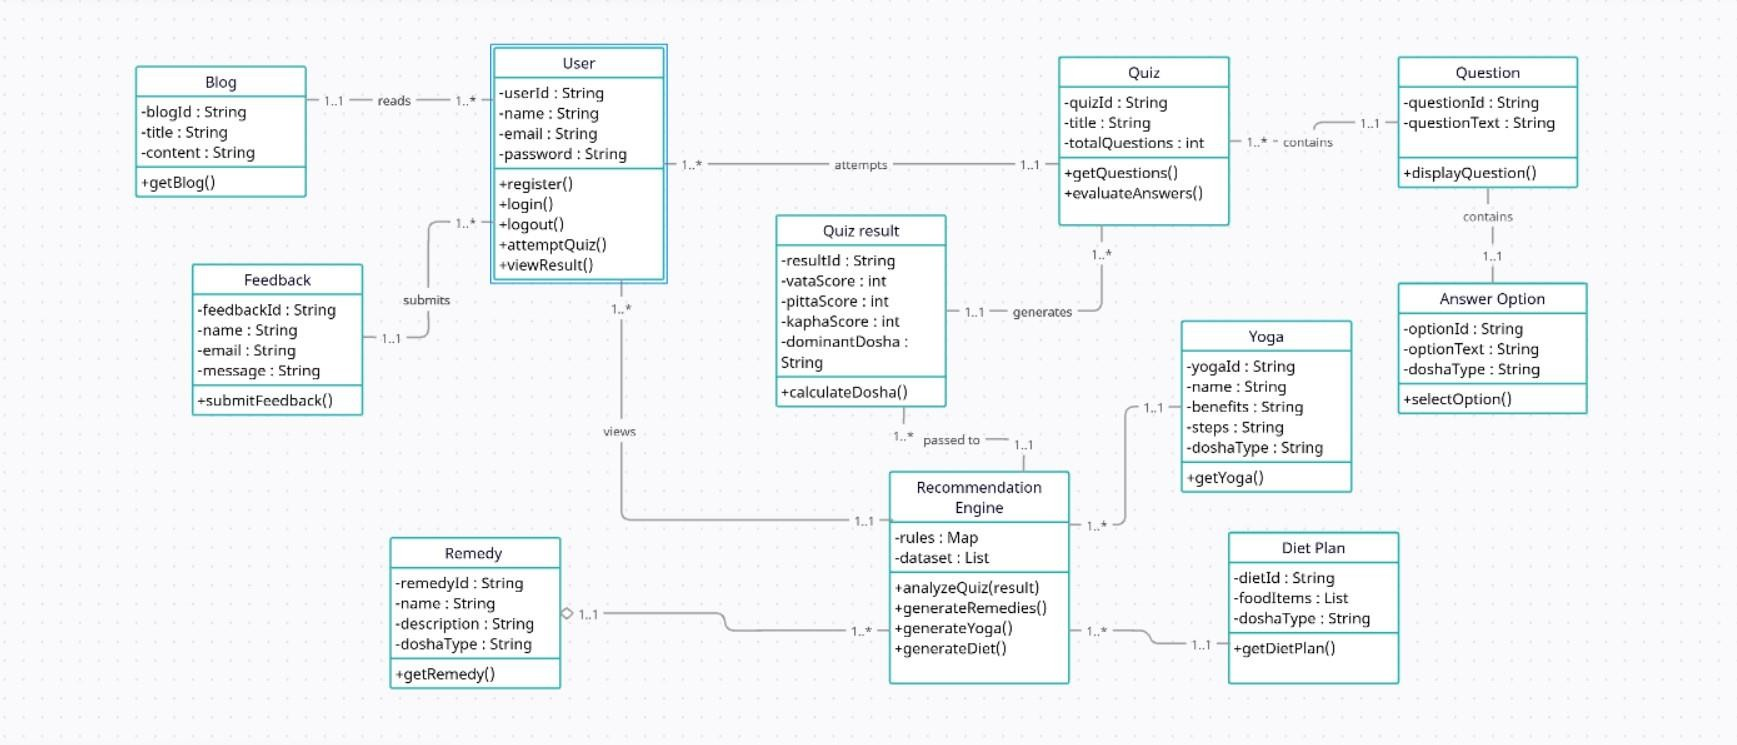 Blog
-blogId : String
-title : String
-content : String
+getBlog()
1..1
reads
1..*
User
-userId : String
-name : String
-email : String
-password : String
+register()
+login()
+logout()
+attemptQuiz()
+viewResult()
1..*
attempts
1..1
Quiz
-quizId : String
-title : String
-totalQuestions : int
+getQuestions()
+evaluateAnswers()
1..*
contains
1..1
Question
-questionId : String
-questionText : String
+displayQuestion()
contains
1..1
Answer Option
-optionId : String
-optionText : String
-doshaType : String
+selectOption()
Feedback
-feedbackId : String
-name : String
-email : String
-message : String
+submitFeedback()
1..1
submits
1..*
Quiz result
-resultId : String
-vataScore : int
-pittaScore : int
-kaphaScore : int
-dominantDosha :
String
+calculateDosha()
1..1
generates
1..*
1..*
views
1..1
1..*
passed to
1..1
Yoga
-yogaId : String
-name : String
-benefits : String
-steps : String
-doshaType : String
+getYoga()
1..1
1..*
Recommendation
Engine
-rules : Map
-dataset : List
+analyzeQuiz(result)
+generateRemedies()
+generateYoga()
+generateDiet()
Remedy
-remedyId : String
-name : String
-description : String
-doshaType : String
+getRemedy()
1..1
1..*
1..*
1..1
Diet Plan
-dietId : String
-foodItems : List
-doshaType : String
+getDietPlan()